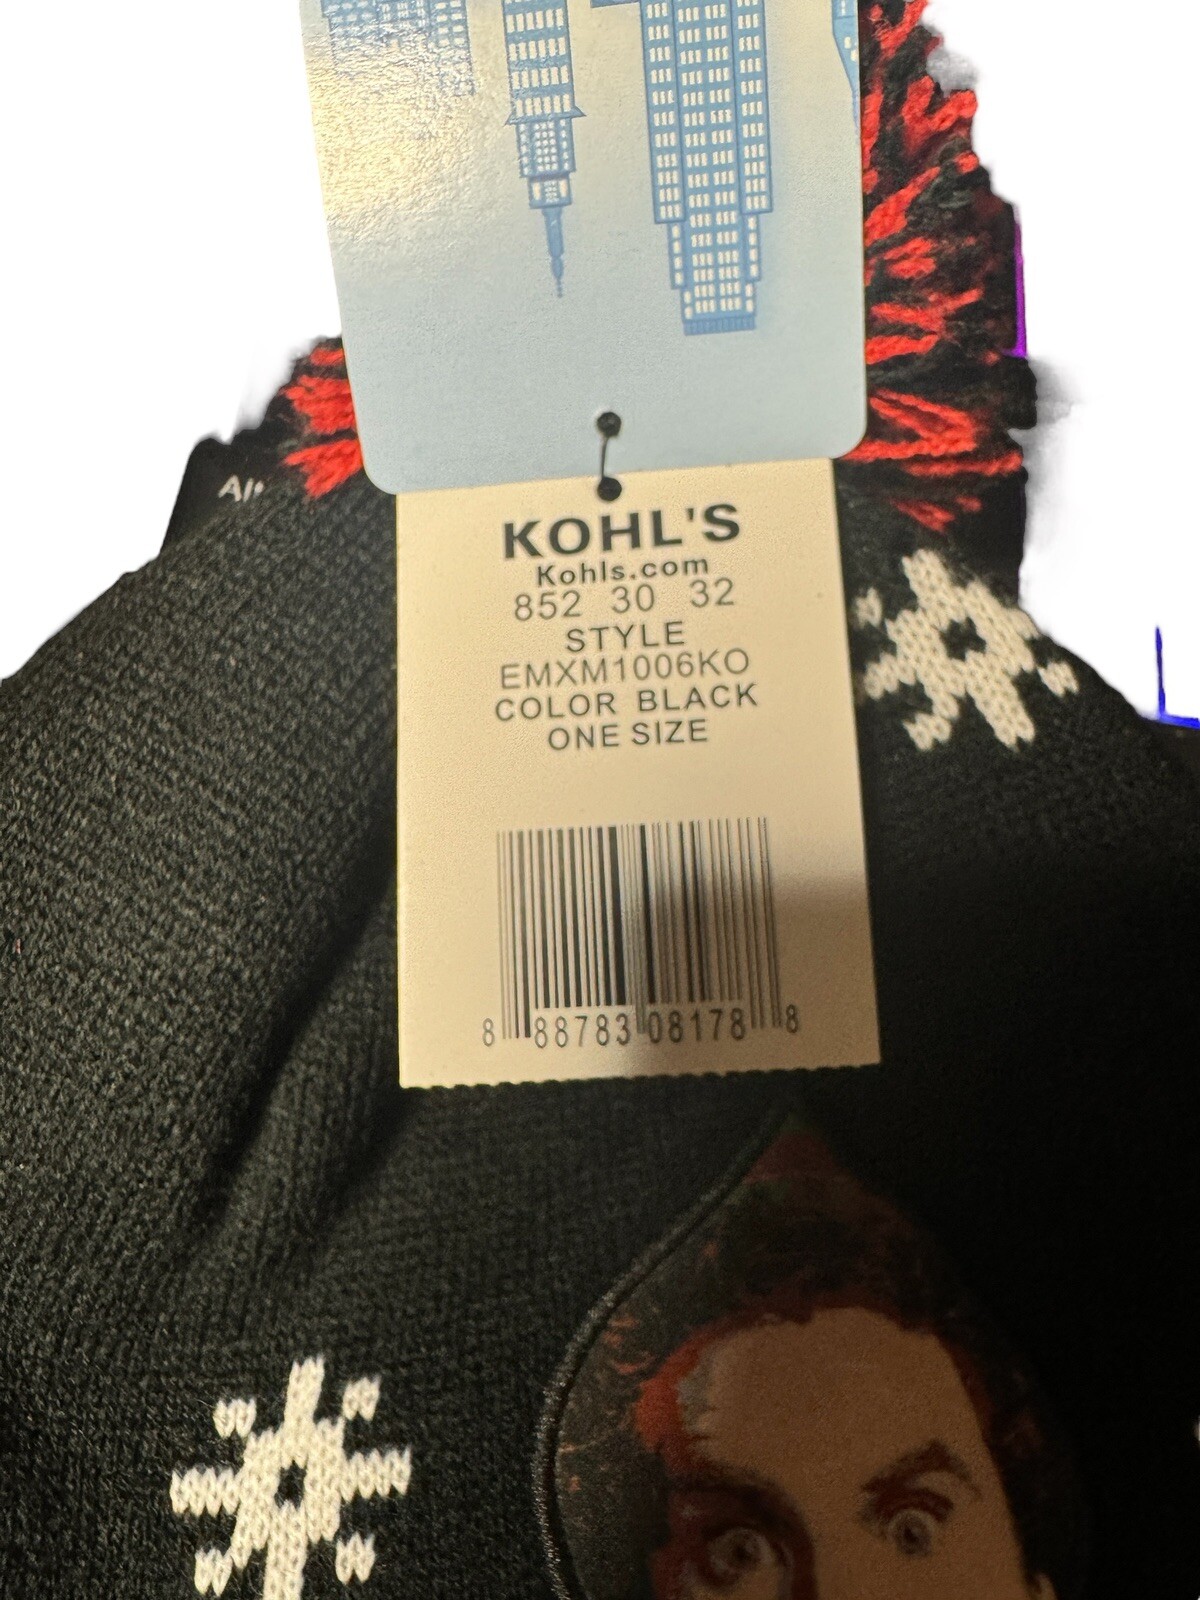 KOHL'S
Kohls.com
852 30 32
STYLE
EMXM1006KO
COLOR BLACK
ONE SIZE
8 88783 08178 8